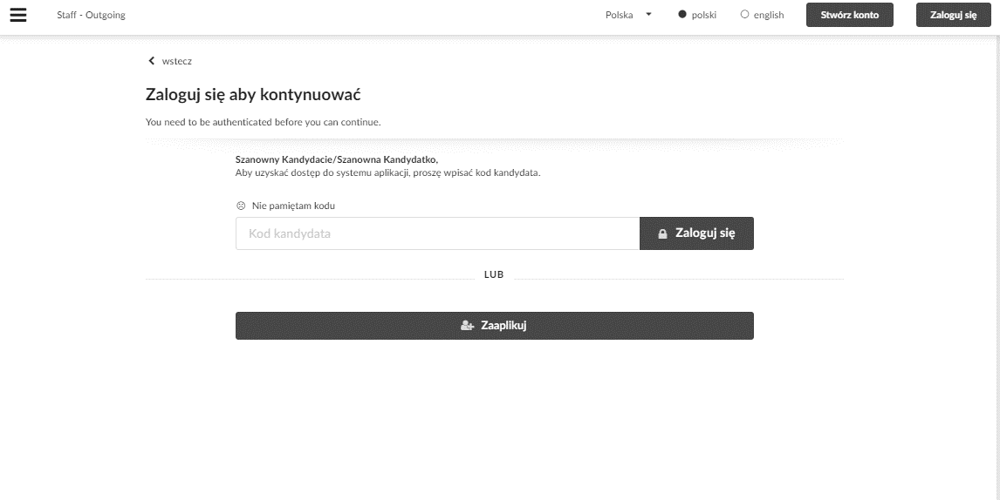 Staff - Outgoing
Polska
polski
english
Stwórz konto
Zaloguj się
wstecz
Zaloguj się aby kontynuować
You need to be authenticated before you can continue.
Szanowny Kandydacie/Szanowna Kandydatko,
Aby uzyskać dostęp do systemu aplikacji, proszę wpisać kod kandydata.
Nie pamiętam kodu
Kod kandydata
Zaloguj się
LUB
Zaaplikuj